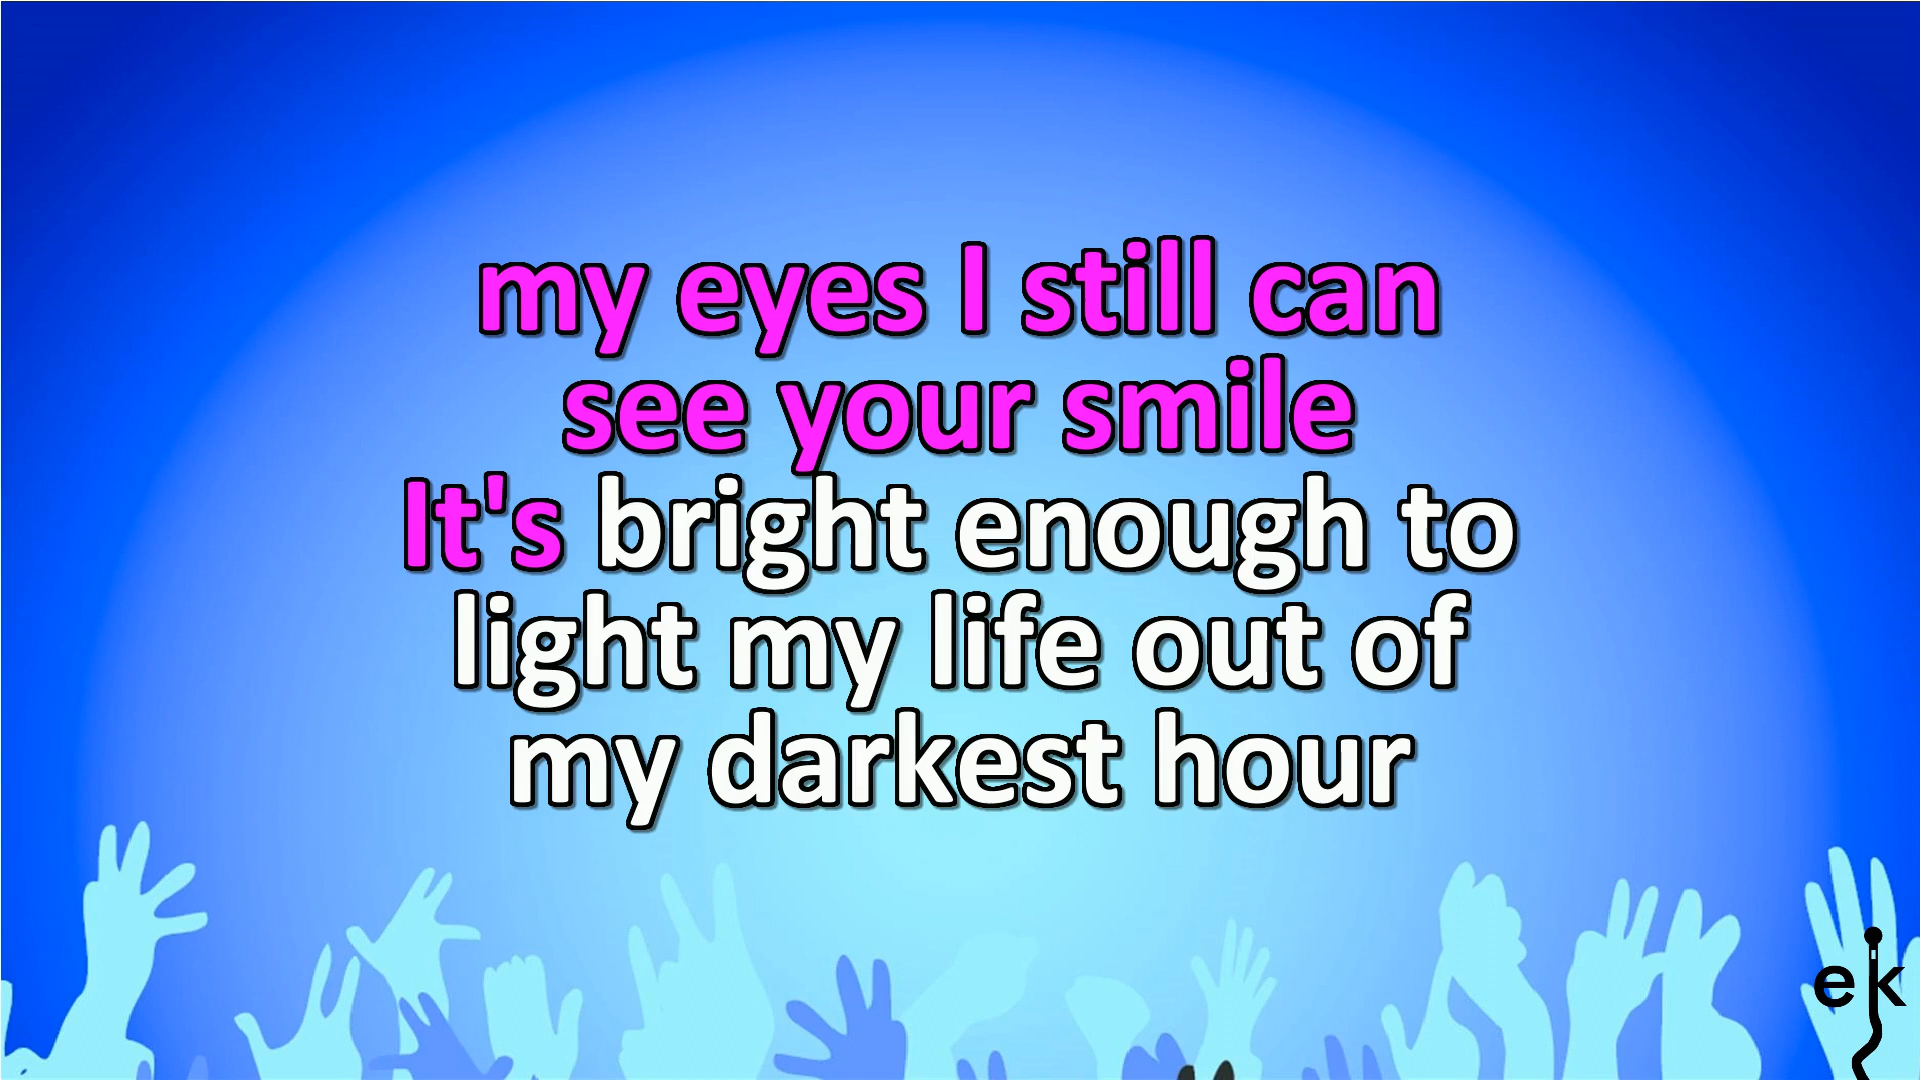 my eyes I still can
see your smile
It's bright enough to
light my life out of
my darkest hour
ek